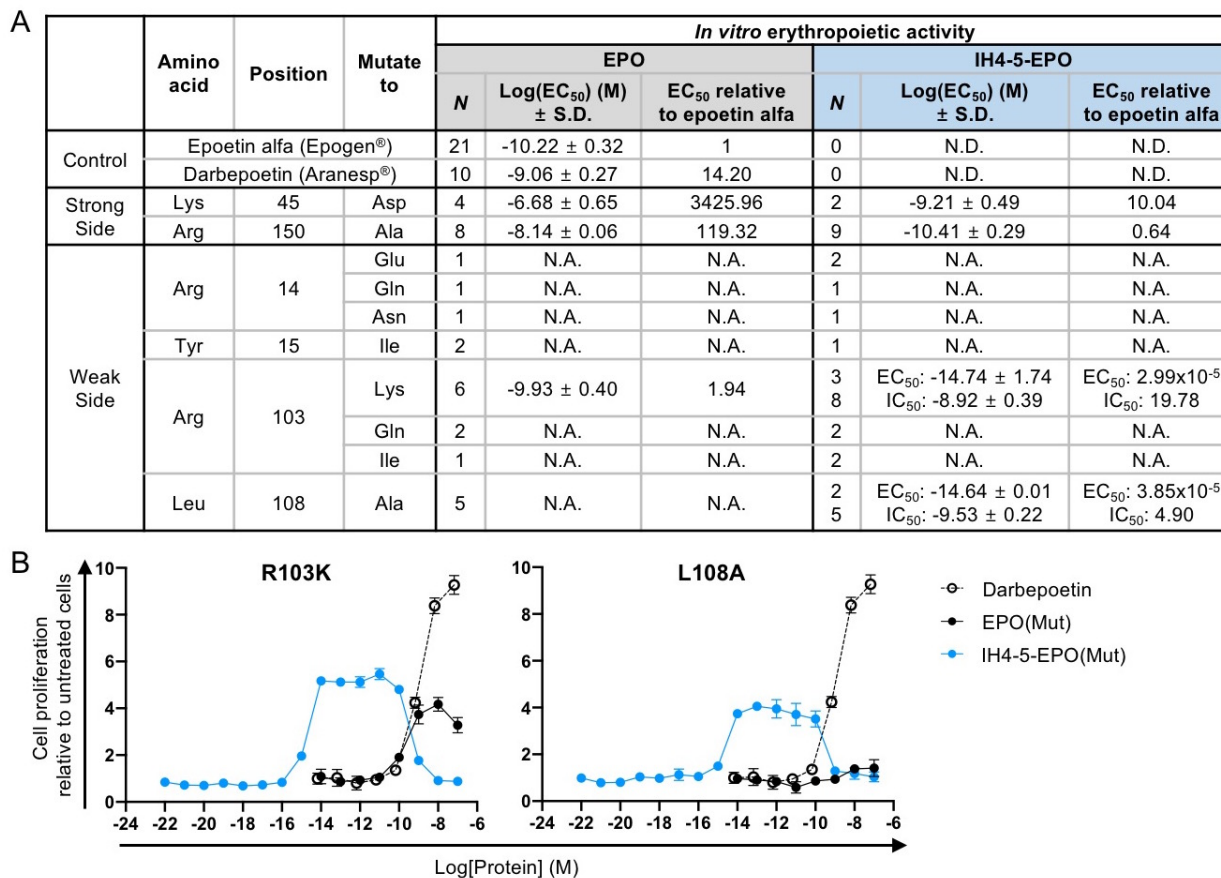 A
In vitro erythropoietic activity
Amino acid Position Mutate to EPO IH4-5-EPO
N Log(EC50) (M) ± S.D. EC50 relative to epoetin alfa N Log(EC50) (M) ± S.D. EC50 relative to epoetin alfa
Control Epoetin alfa (Epogen®) 21 -10.22 ± 0.32 1 0 N.D. N.D.
Darbepoetin (Aranesp®) 10 -9.06 ± 0.27 14.20 0 N.D. N.D.
Strong Side Lys 45 Asp 4 -6.68 ± 0.65 3425.96 2 -9.21 ± 0.49 10.04
Arg 150 Ala 8 -8.14 ± 0.06 119.32 9 -10.41 ± 0.29 0.64
Weak Side Arg 14 Glu 1 N.A. N.A. 2 N.A. N.A.
Gln 1 N.A. N.A. 1 N.A. N.A.
Asn 1 N.A. N.A. 1 N.A. N.A.
Tyr 15 Ile 2 N.A. N.A. 1 N.A. N.A.
Arg 103 Lys 6 -9.93 ± 0.40 1.94 3 EC50: -14.74 ± 1.74 EC50: 2.99x10-5
8 IC50: -8.92 ± 0.39 IC50: 19.78
Gln 2 N.A. N.A. 2 N.A. N.A.
Ile 1 N.A. N.A. 2 N.A. N.A.
Leu 108 Ala 5 N.A. N.A. 2 EC50: -14.64 ± 0.01 EC50: 3.85x10-5
5 IC50: -9.53 ± 0.22 IC50: 4.90
B
Cell proliferation
relative to untreated cells
R103K
10
8
6
4
2
0
-24 -22 -20 -18 -16 -14 -12 -10 -8 -6
L108A
10
8
6
4
2
0
-24 -22 -20 -18 -16 -14 -12 -10 -8 -6
Log[Protein] (M)
Darbepoetin
EPO(Mut)
IH4-5-EPO(Mut)